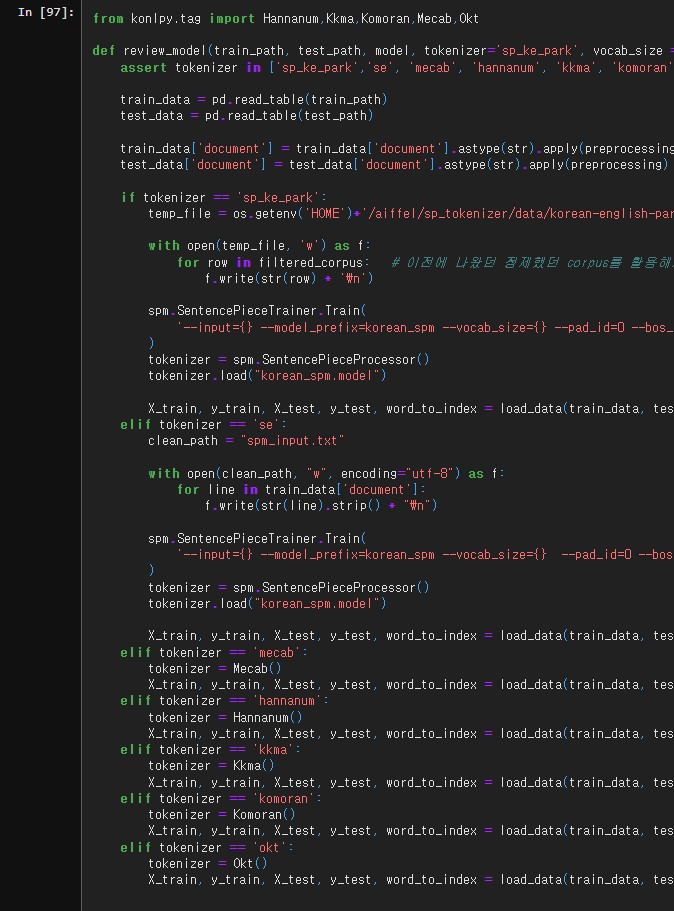 In [97]:
from konlpy.tag import Hannanum,Kkma,Komoran,Mecab,Okt
def review_model(train_path, test_path, model, tokenizer='sp_ke_park', vocab_size =
assert tokenizer in ['sp_ke_park','se', 'mecab', 'hannanum', 'kkma', 'komoran'
train_data = pd.read_table(train_path)
test_data = pd.read_table(test_path)
train_data['document'] = train_data['document'].astype(str).apply(preprocessing
test_data['document'] = test_data['document'].astype(str).apply(preprocessing)
if tokenizer == 'sp_ke_park':
temp_file = os.getenv('HOME')+'/aiffel/sp_tokenizer/data/korean-english-par
with open(temp_file, 'w') as f:
for row in filtered_corpus:   # 이전에 나왔던 정제했던 corpus를 활용해
f.write(str(row) + '₩n')
spm.SentencePieceTrainer.Train(
'--input={} --model_prefix=korean_spm --vocab_size={} --pad_id=0 --bos_
)
tokenizer = spm.SentencePieceProcessor()
tokenizer.load("korean_spm.model")
X_train, y_train, X_test, y_test, word_to_index = load_data(train_data, tes
elif tokenizer == 'se':
clean_path = "spm_input.txt"
with open(clean_path, "w", encoding="utf-8") as f:
for line in train_data['document']:
f.write(str(line).strip() + "₩n")
spm.SentencePieceTrainer.Train(
'--input={} --model_prefix=korean_spm --vocab_size={}  --pad_id=0 --bos
)
tokenizer = spm.SentencePieceProcessor()
tokenizer.load("korean_spm.model")
X_train, y_train, X_test, y_test, word_to_index = load_data(train_data, tes
elif tokenizer == 'mecab':
tokenizer = Mecab()
X_train, y_train, X_test, y_test, word_to_index = load_data(train_data, tes
elif tokenizer == 'hannanum':
tokenizer = Hannanum()
X_train, y_train, X_test, y_test, word_to_index = load_data(train_data, tes
elif tokenizer == 'kkma':
tokenizer = Kkma()
X_train, y_train, X_test, y_test, word_to_index = load_data(train_data, tes
elif tokenizer == 'komoran':
tokenizer = Komoran()
X_train, y_train, X_test, y_test, word_to_index = load_data(train_data, tes
elif tokenizer == 'okt':
tokenizer = Okt()
X_train, y_train, X_test, y_test, word_to_index = load_data(train_data, tes